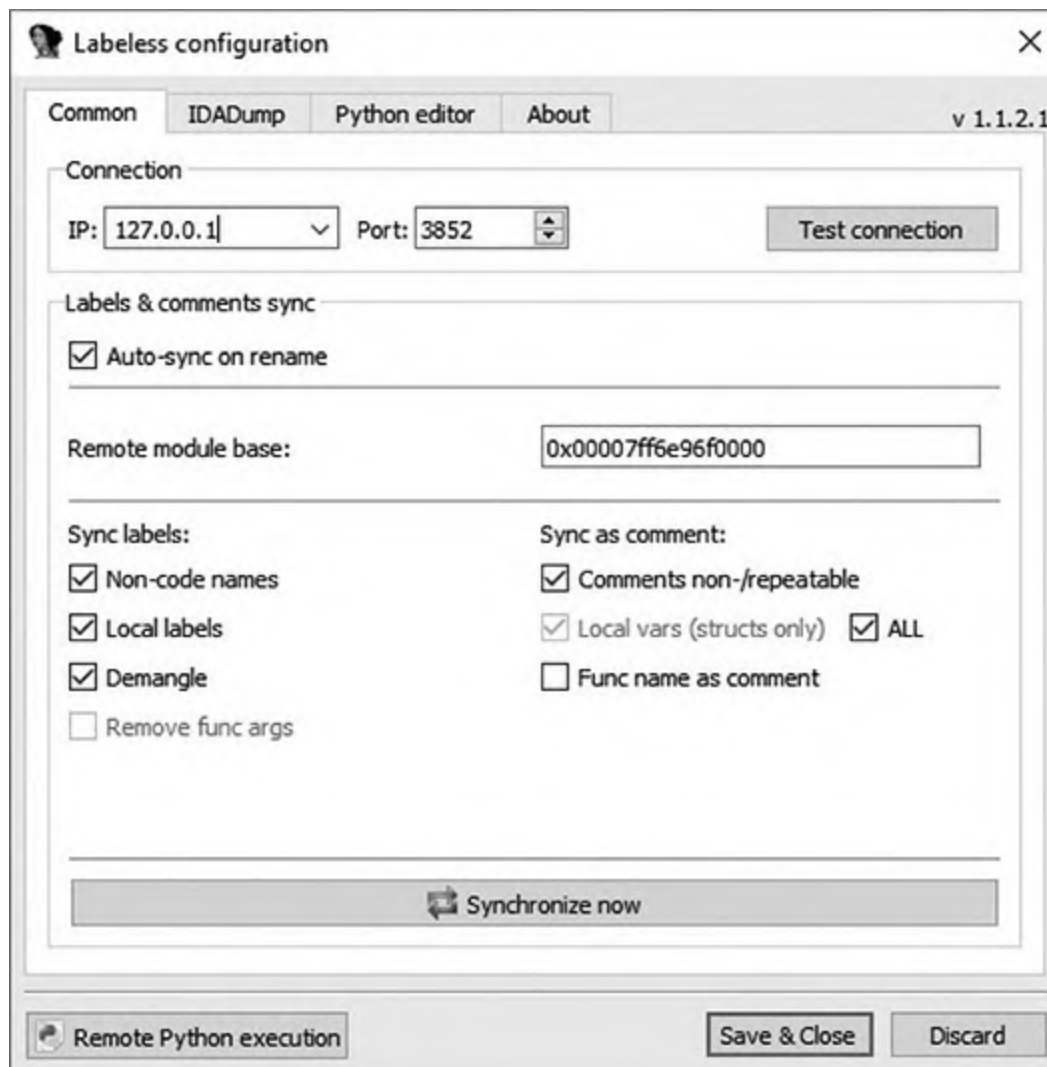 Labeless configuration
Common IDADump Python editor About v 1.1.2.1
Connection
IP: 127.0.0.1 Port: 3852 Test connection
Labels & comments sync
Auto-sync on rename
Remote module base: 0x00007ff6e96f0000
Sync labels: Sync as comment:
Non-code names Comments non-/repeatable
Local labels Local vars (structs only) ALL
Demangle Func name as comment
Remove func args
Synchronize now
Remote Python execution Save & Close Discard